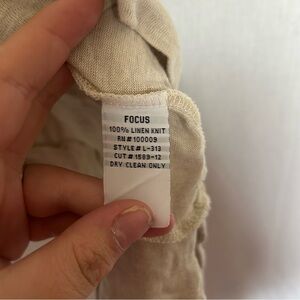 FOCUS
100% LINEN KNIT
RN# 100009
STYLE# L-313
CUT# 1589-12
DRY CLEAN ONLY